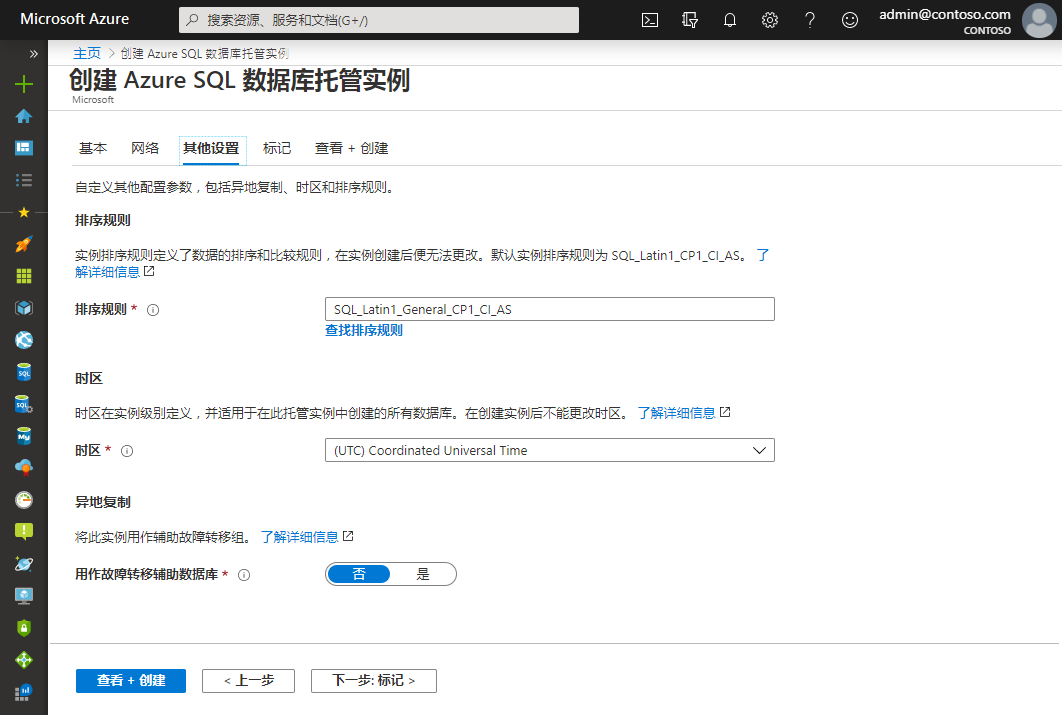 Microsoft Azure
搜索资源、服务和文档(G+/)
admin@contoso.com
CONTOSO
主页 > 创建 Azure SQL 数据库托管实例
创建 Azure SQL 数据库托管实例
Microsoft
基本 网络 其他设置 标记 查看 + 创建
自定义其他配置参数，包括异地复制、时区和排序规则。
排序规则
实例排序规则定义了数据的排序和比较规则，在实例创建后便无法更改。默认实例排序规则为 SQL_Latin1_CP1_CI_AS。 了
解详细信息
排序规则 *
SQL_Latin1_General_CP1_CI_AS
查找排序规则
时区
时区在实例级别定义，并适用于在此托管实例中创建的所有数据库。在创建实例后不能更改时区。 了解详细信息
时区 *
(UTC) Coordinated Universal Time
异地复制
将此实例用作辅助故障转移组。 了解详细信息
用作故障转移辅助数据库 *
否 是
查看 + 创建 < 上一步 下一步: 标记 >